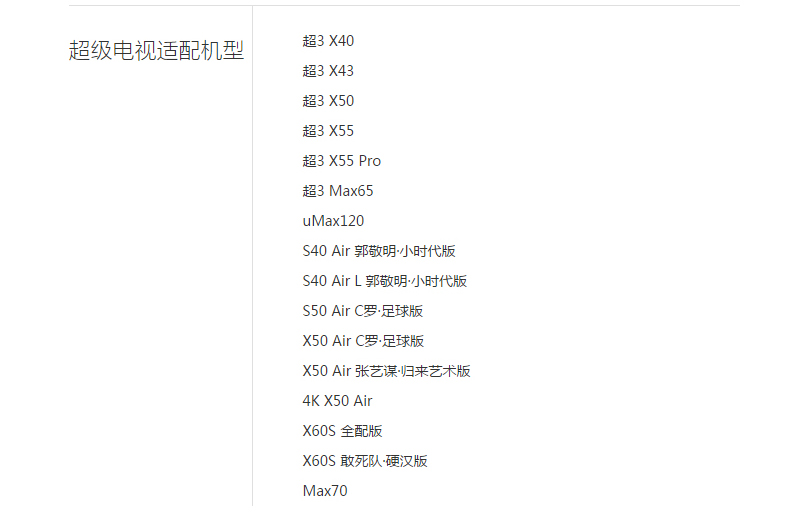 超级电视适配机型
超3 X40
超3 X43
超3 X50
超3 X55
超3 X55 Pro
超3 Max65
uMax120
S40 Air 郭敬明·小时代版
S40 Air L 郭敬明·小时代版
S50 Air C罗·足球版
X50 Air C罗·足球版
X50 Air 张艺谋·归来艺术版
4K X50 Air
X60S 全配版
X60S 敢死队·硬汉版
Max70